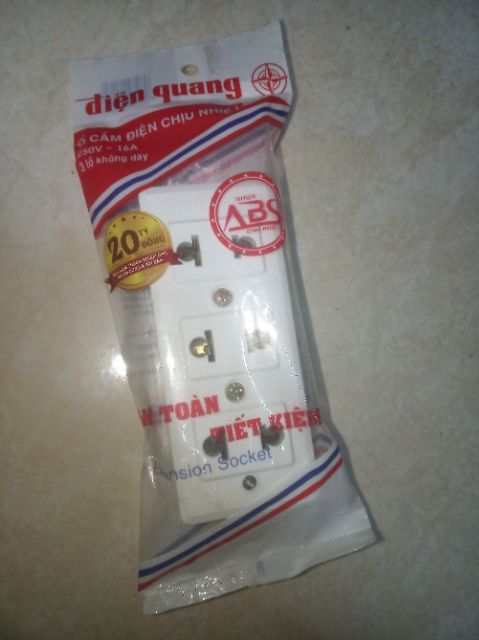 điện quang
Ổ CẮM ĐIỆN CHỊU NHIỆT
250V - 16A
3 lỗ không dây
NHỰA
ABS
20 TỶ
ĐỒNG
AN TOÀN
TIẾT KIỆM
Expansion Socket